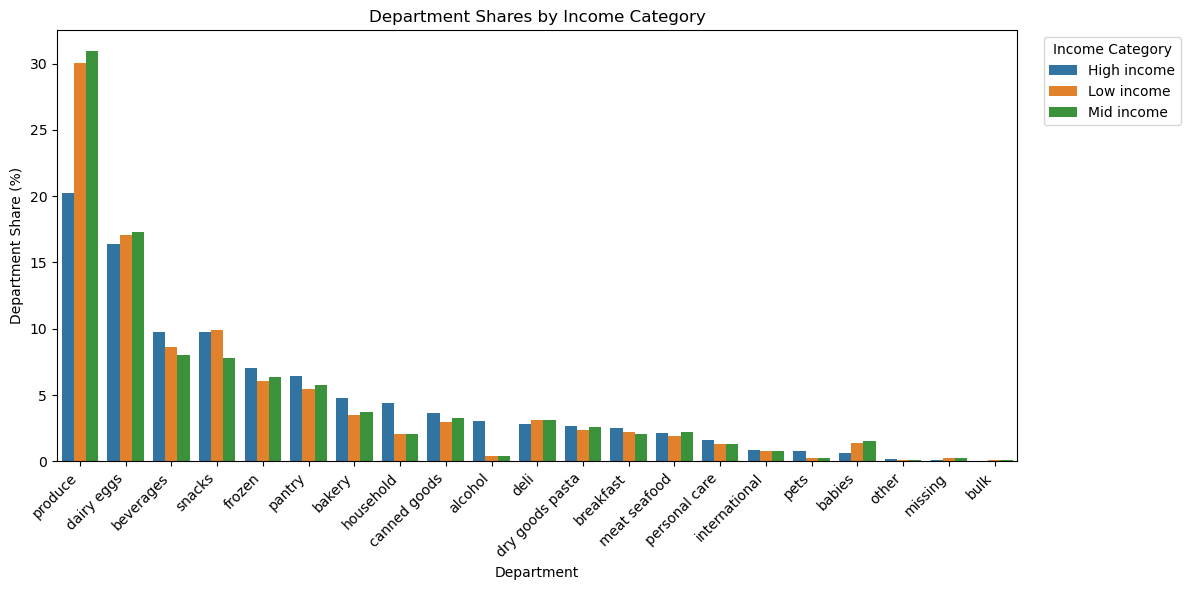 Department Shares by Income Category
Income Category
High income
Low income
Mid income
Department Share (%)
30
25
20
15
10
5
0
produce
dairy eggs
beverages
snacks
frozen
pantry
bakery
household
canned goods
alcohol
deli
dry goods pasta
breakfast
meat seafood
personal care
international
pets
babies
other
missing
bulk
Department